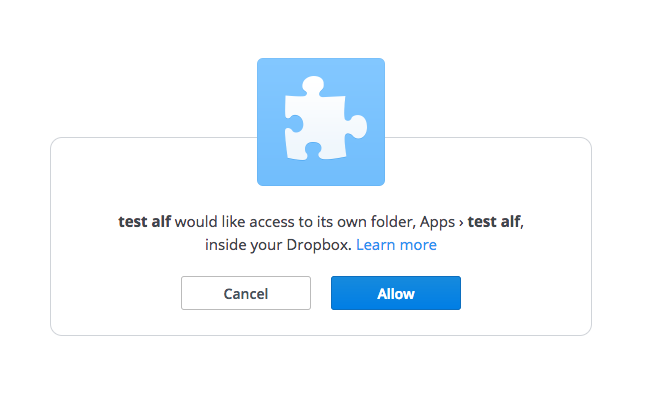 test alf would like access to its own folder, Apps › test alf,
inside your Dropbox. Learn more
Cancel
Allow